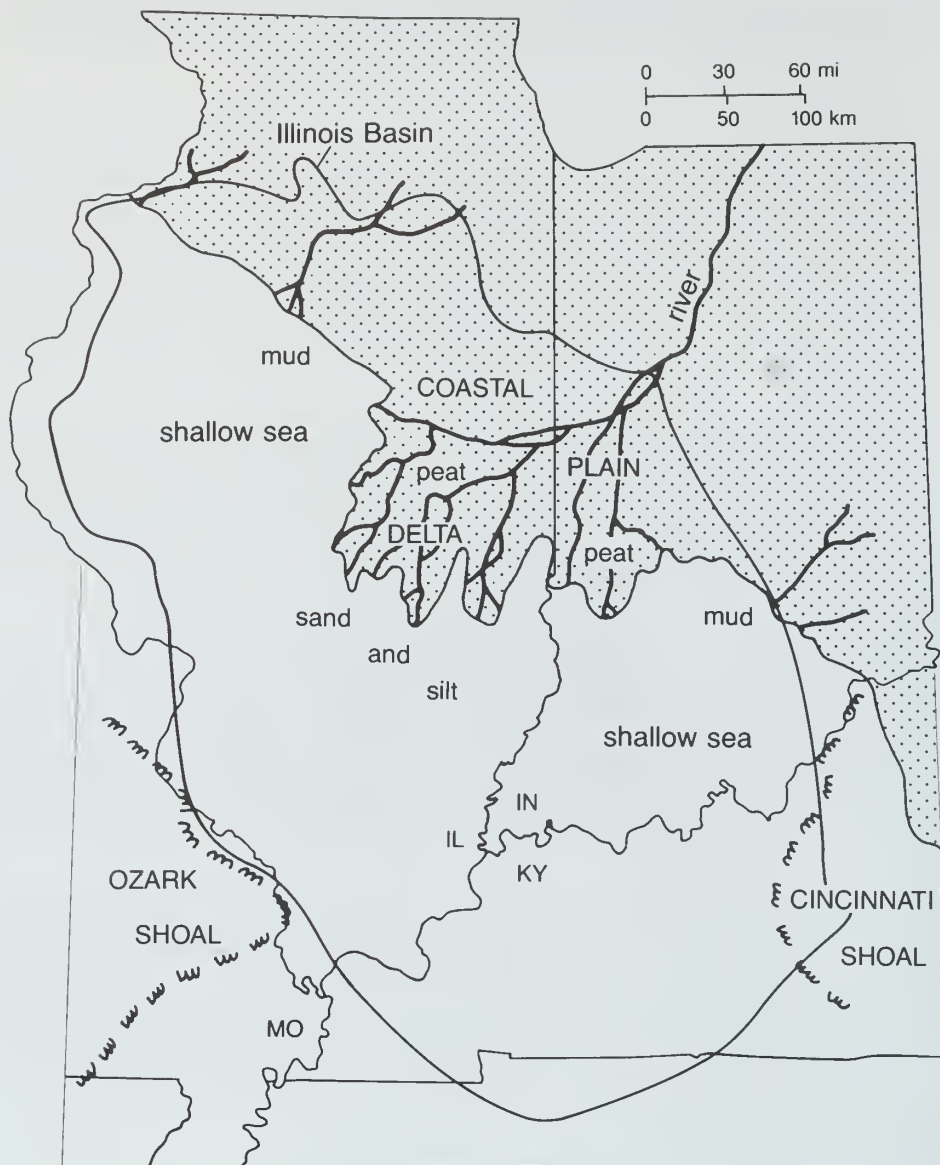 0 30 60 mi
0 50 100 km
Illinois Basin
river
mud
COASTAL
shallow sea
peat
PLAIN
DELTA
peat
sand
mud
and
silt
shallow sea
IN
IL
KY
OZARK
CINCINNATI
SHOAL
SHOAL
MO